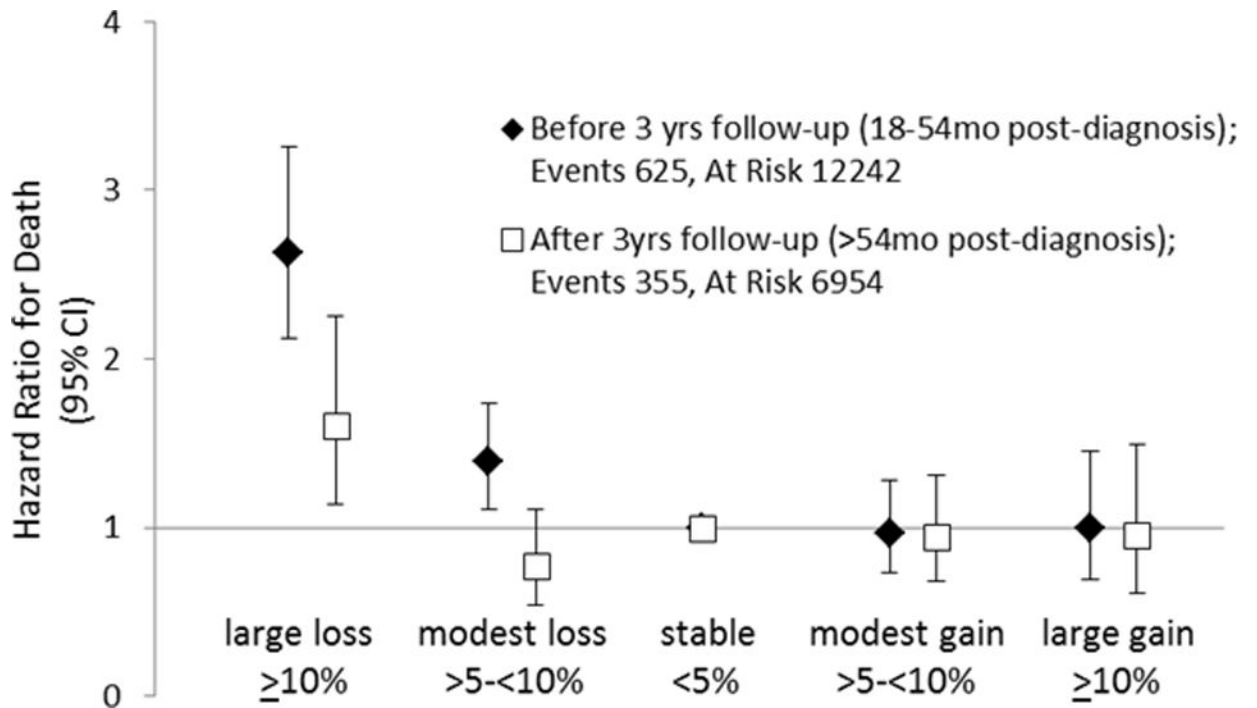 4
3
2
1
0
Hazard Ratio for Death
(95% CI)
Before 3 yrs follow-up (18-54mo post-diagnosis);
Events 625, At Risk 12242
After 3yrs follow-up (>54mo post-diagnosis);
Events 355, At Risk 6954
large loss modest loss stable modest gain large gain
≥10% >5-<10% <5% >5-<10% ≥10%